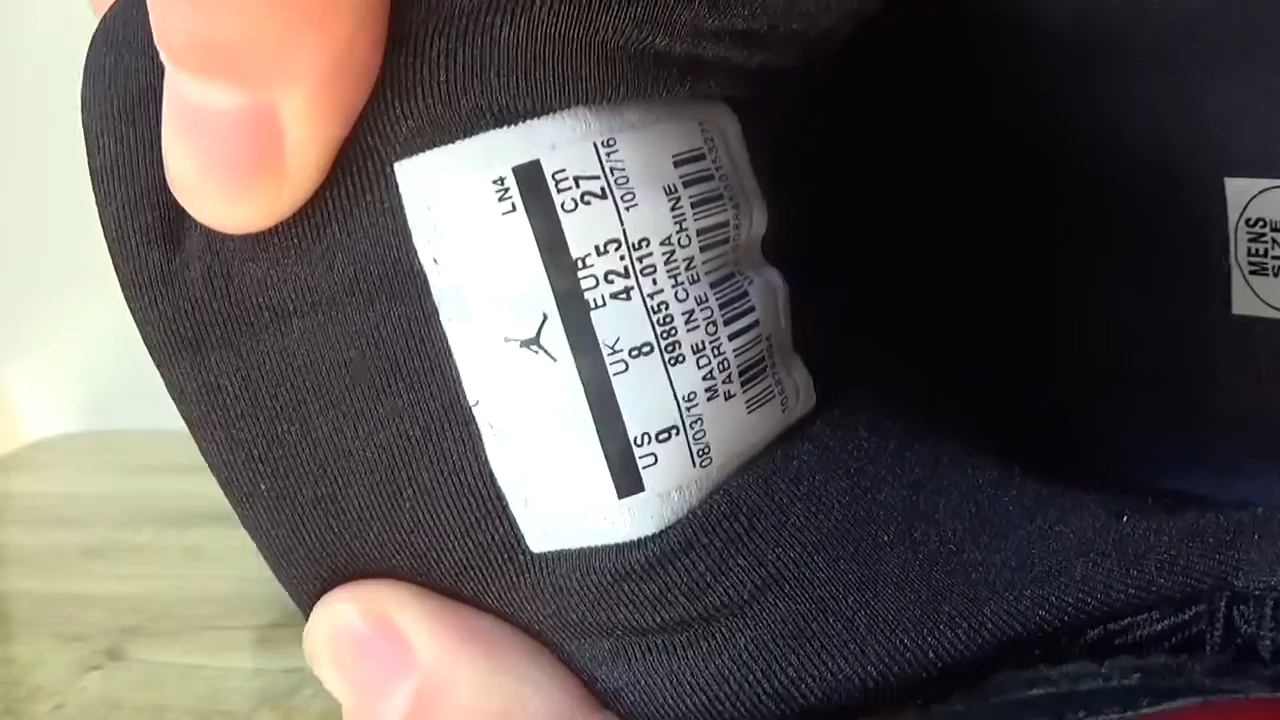 LN4
US UK EUR cm
9 8 42.5 27
08/03/16 10/07/16
898651-015
MADE IN CHINA
FABRIQUE EN CHINE
MENS
SIZE